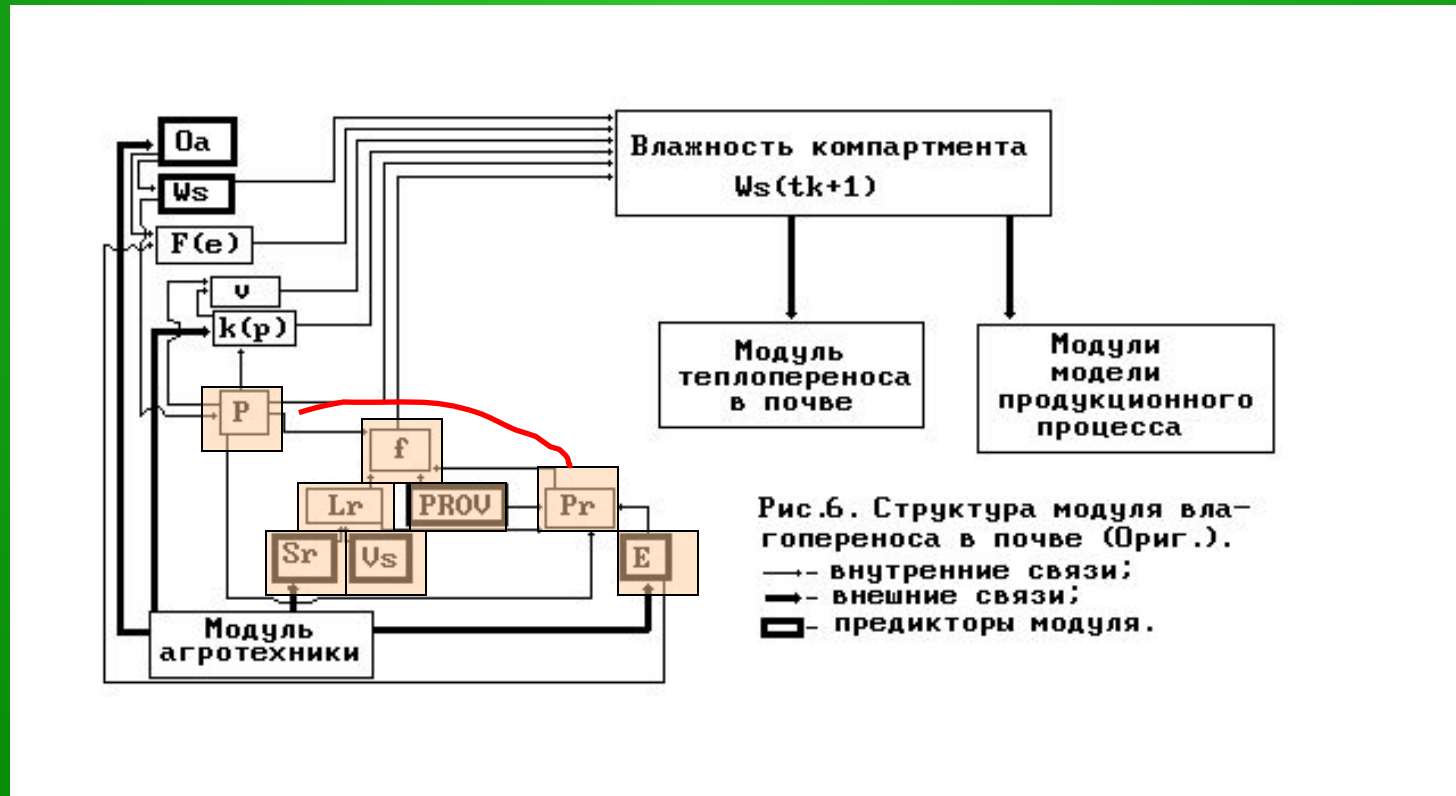 Oa
Ws
F(e)
v
k(p)
P
f
Lr
PROV
Pr
Sr
Vs
E
Модуль
агротехники
Влажность компартмента
Ws(tk+1)
Модуль
теплопереноса
в почве
Модули
модели
продукционного
процесса
Рис.6. Структура модуля вла-
гопереноса в почве (Ориг.).
- внутренние связи;
- внешние связи;
- предикторы модуля.